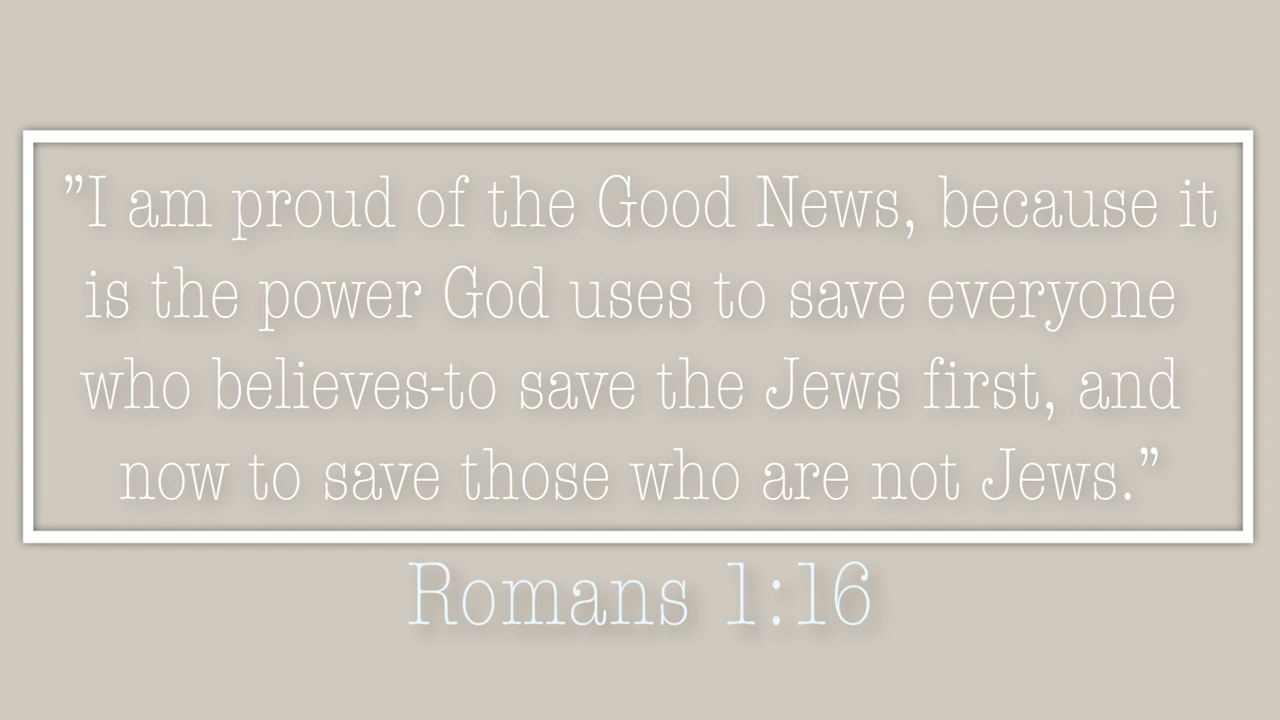 ”I am proud of the Good News, because it
is the power God uses to save everyone
who believes-to save the Jews first, and
now to save those who are not Jews.”
Romans 1:16